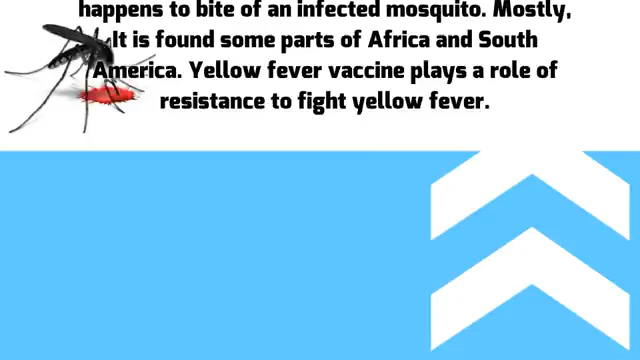 happens to bite of an infected mosquito. Mostly,
It is found some parts of Africa and South
America. Yellow fever vaccine plays a role of
resistance to fight yellow fever.